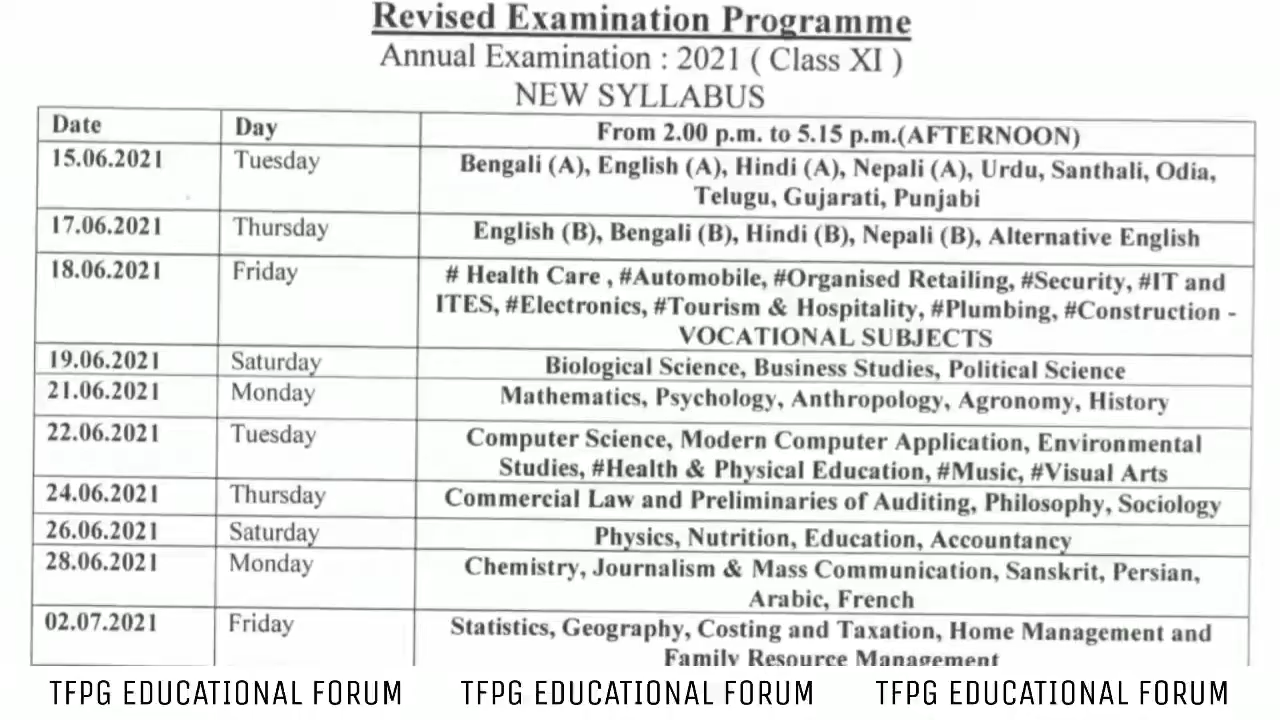 Revised Examination Programme
Annual Examination : 2021 ( Class XI )
NEW SYLLABUS
Date Day From 2.00 p.m. to 5.15 p.m.(AFTERNOON)
15.06.2021 Tuesday Bengali (A), English (A), Hindi (A), Nepali (A), Urdu, Santhali, Odia,
Telugu, Gujarati, Punjabi
17.06.2021 Thursday English (B), Bengali (B), Hindi (B), Nepali (B), Alternative English
18.06.2021 Friday # Health Care , #Automobile, #Organised Retailing, #Security, #IT and
ITES, #Electronics, #Tourism & Hospitality, #Plumbing, #Construction -
VOCATIONAL SUBJECTS
19.06.2021 Saturday Biological Science, Business Studies, Political Science
21.06.2021 Monday Mathematics, Psychology, Anthropology, Agronomy, History
22.06.2021 Tuesday Computer Science, Modern Computer Application, Environmental
Studies, #Health & Physical Education, #Music, #Visual Arts
24.06.2021 Thursday Commercial Law and Preliminaries of Auditing, Philosophy, Sociology
26.06.2021 Saturday Physics, Nutrition, Education, Accountancy
28.06.2021 Monday Chemistry, Journalism & Mass Communication, Sanskrit, Persian,
Arabic, French
02.07.2021 Friday Statistics, Geography, Costing and Taxation, Home Management and
Family Resource Management
TFPG EDUCATIONAL FORUM TFPG EDUCATIONAL FORUM TFPG EDUCATIONAL FORUM